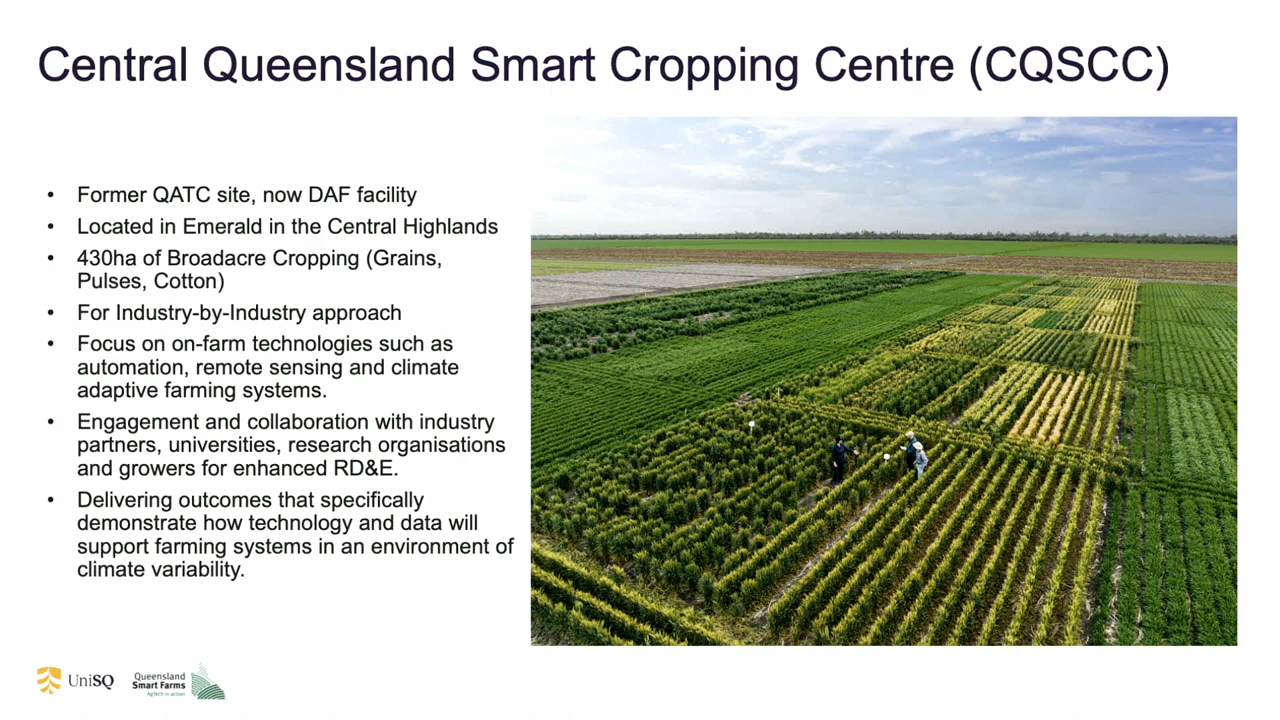 Central Queensland Smart Cropping Centre (CQSCC)
• Former QATC site, now DAF facility
• Located in Emerald in the Central Highlands
• 430ha of Broadacre Cropping (Grains,
Pulses, Cotton)
• For Industry-by-Industry approach
• Focus on on-farm technologies such as
automation, remote sensing and climate
adaptive farming systems.
• Engagement and collaboration with industry
partners, universities, research organisations
and growers for enhanced RD&E.
• Delivering outcomes that specifically
demonstrate how technology and data will
support farming systems in an environment of
climate variability.
UniSQ
Queensland
Smart Farms
AgTech in action